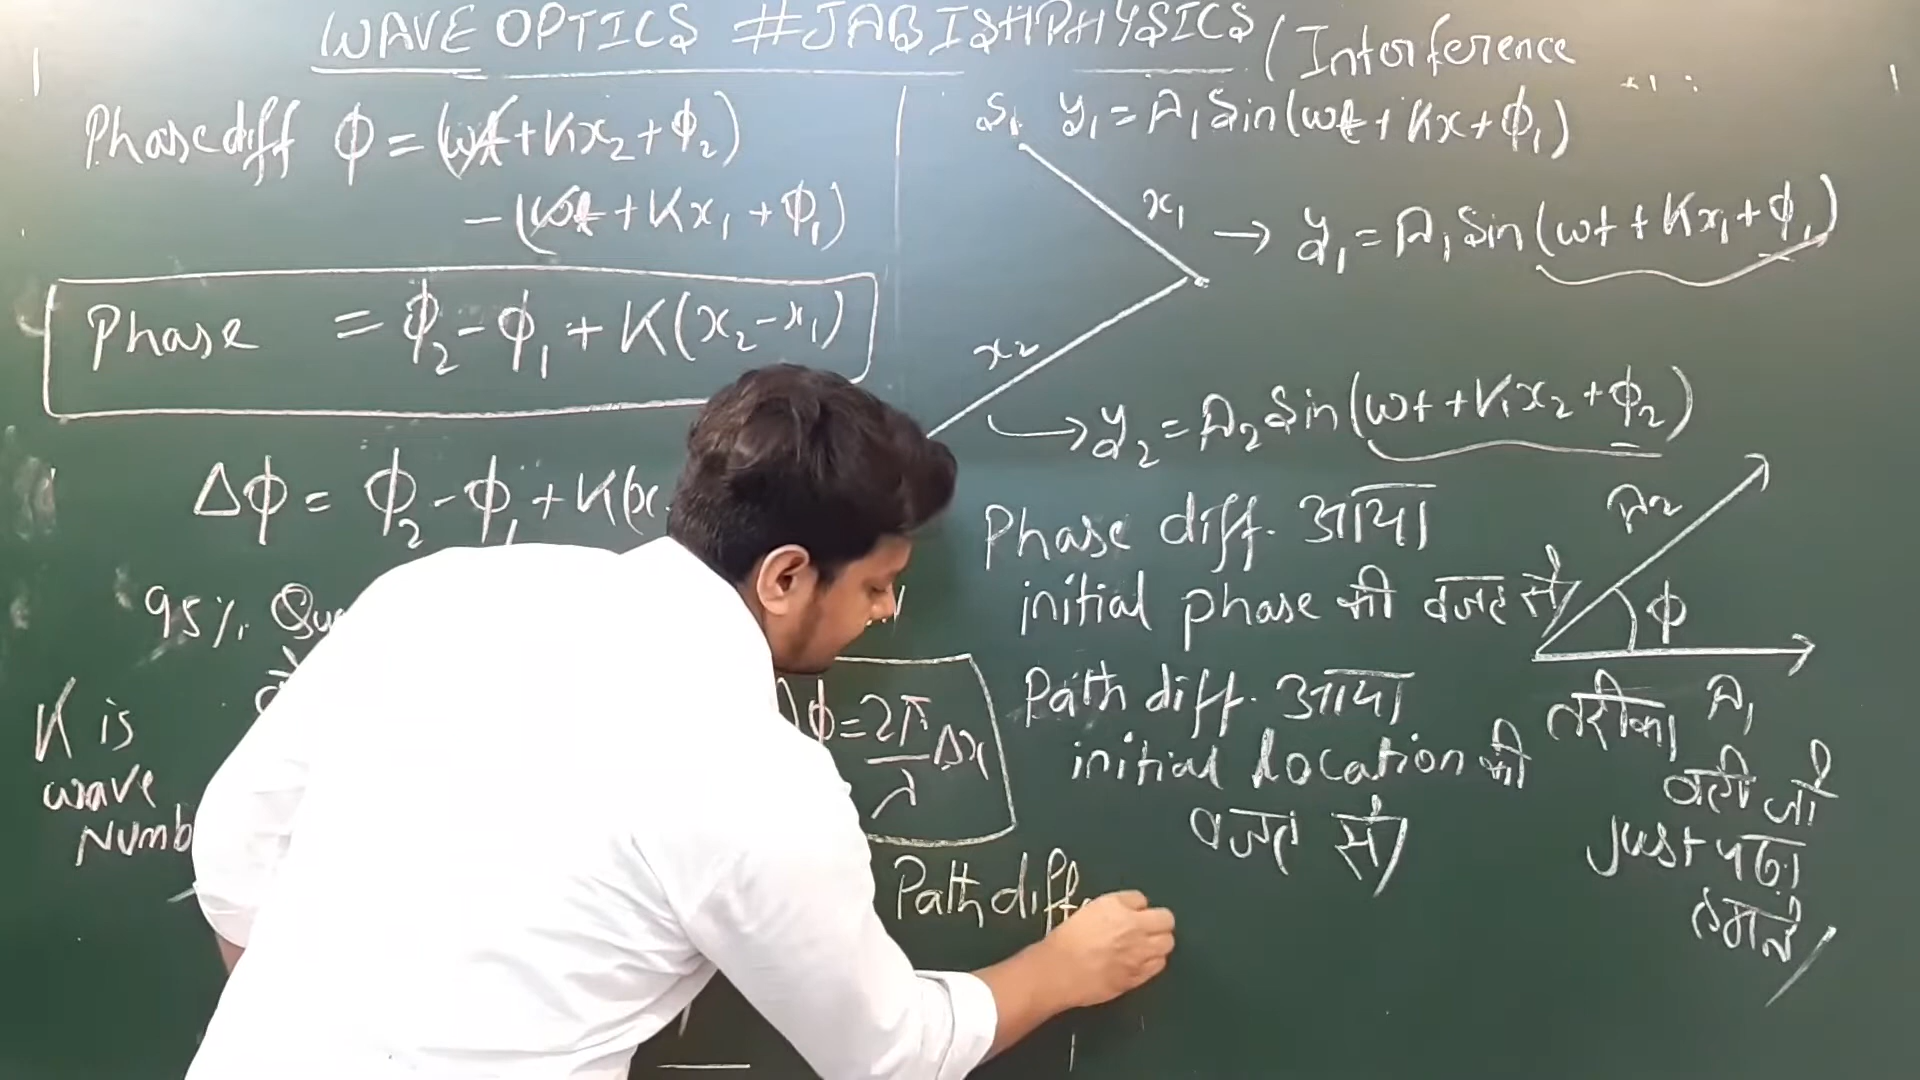 WAVE OPTICS #JABISHPHYSICS (Interference
Phase diff ϕ = (ωt + Kx₂ + ϕ₂)
- (ωt + Kx₁ + ϕ₁)
Phase = ϕ₂ - ϕ₁ + K(x₂ - x₁)
Δϕ = ϕ₂ - ϕ₁ + K(x
95%
K is
wave
Numb
ϕ = 2π/λ Δx
Path diff
S₁ y₁ = A₁ Sin(ωt + Kx + ϕ₁)
x₁ → y₁ = A₁ Sin(ωt + Kx₁ + ϕ₁)
x₂
→ y₂ = A₂ Sin(ωt + Kx₂ + ϕ₂)
Phase diff. आया
initial phase की वजह से
Path diff. आया
initial location की
वजह से
A₂
ϕ
A₁
तरीका
वही जो
Just पढ़ा
हमने